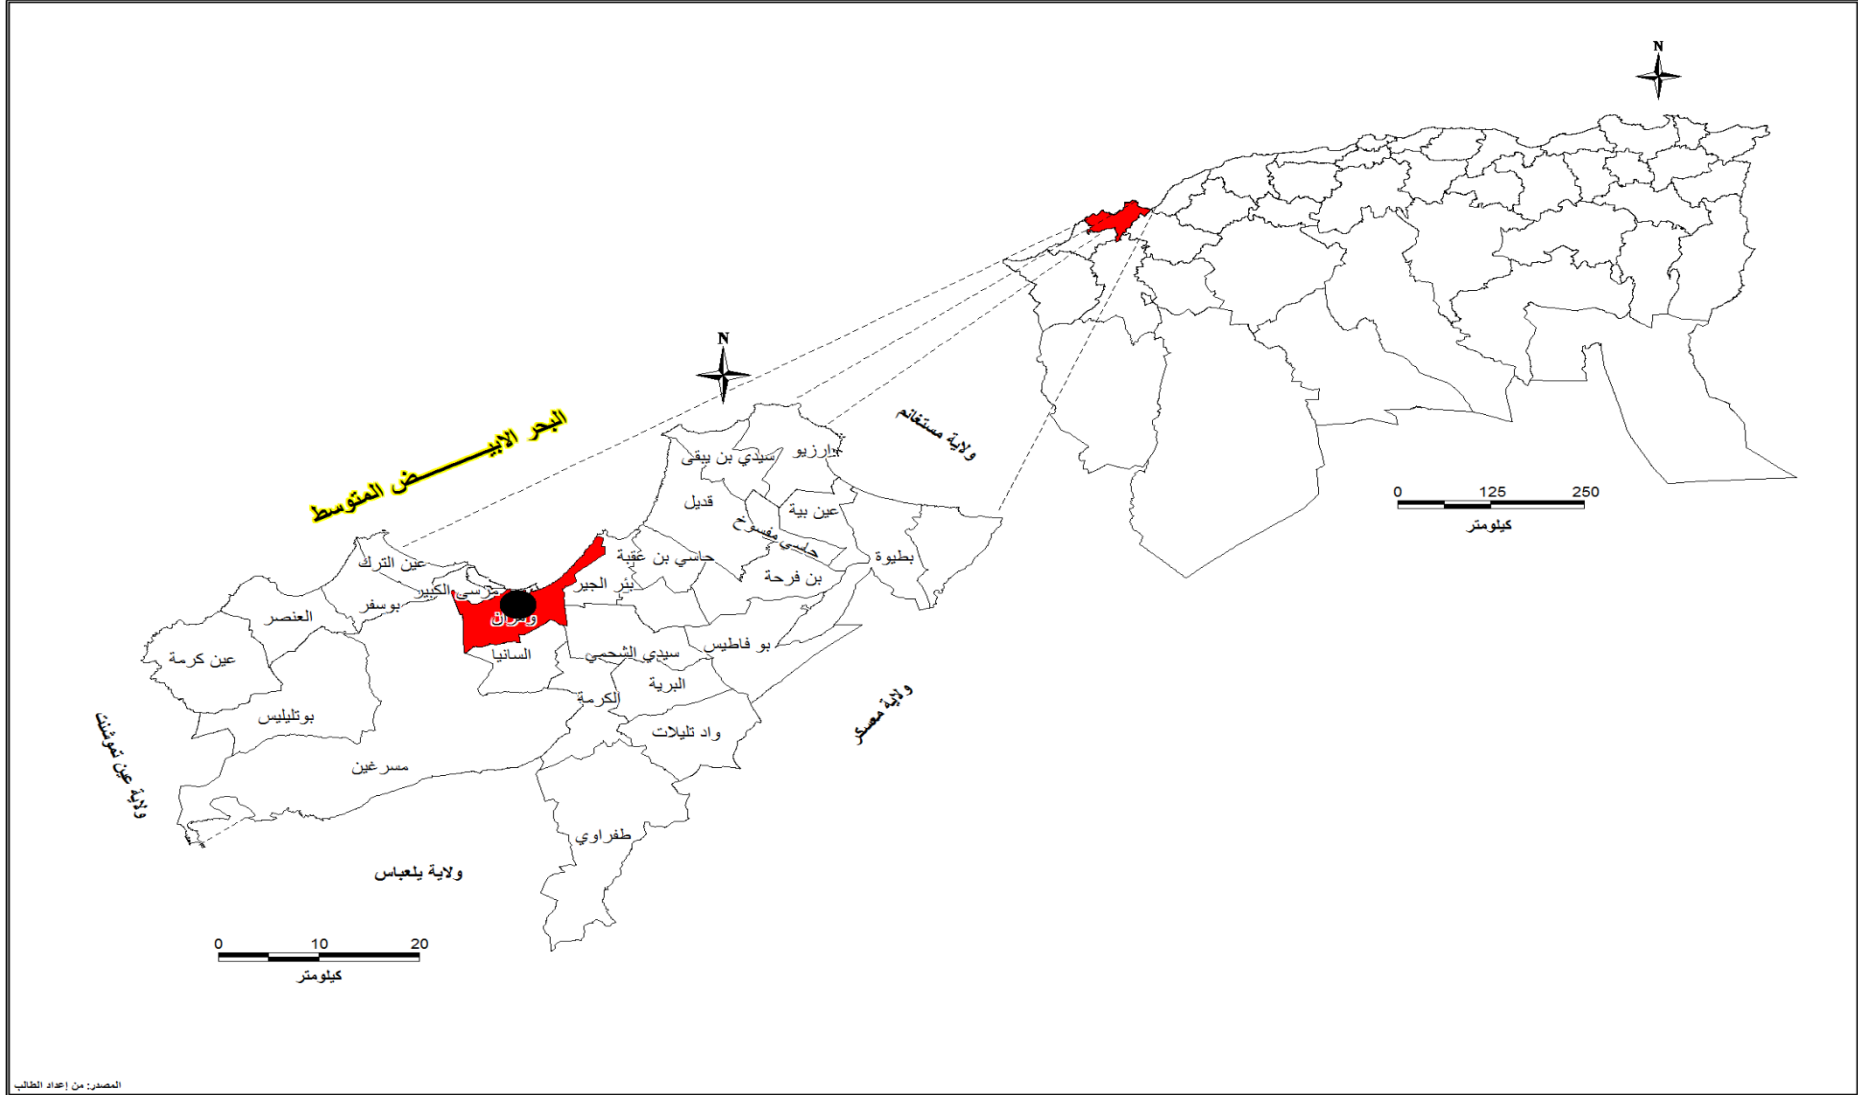 N
N
البحر الابيـــــض المتوسط
ولاية مستغانم
0 125 250
كيلومتر
ارزيو
سيدي بن يبقى
قديل
عين بية
حاسي مفسوخ
بطيوة
حاسي بن عقبة
بن فرحة
بئر الجير
عين الترك
مرسى الكبير
بوسفر
العنصر
وهران
عين كرمة
السانيا
سيدي الشحمي
بو فاطيس
البرية
الكرمة
بوتليليس
واد تليلات
مسرغين
طفراوي
ولاية معسكر
ولاية عين تموشنت
ولاية يلعباس
0 10 20
كيلومتر
المصدر: من إعداد الطالب